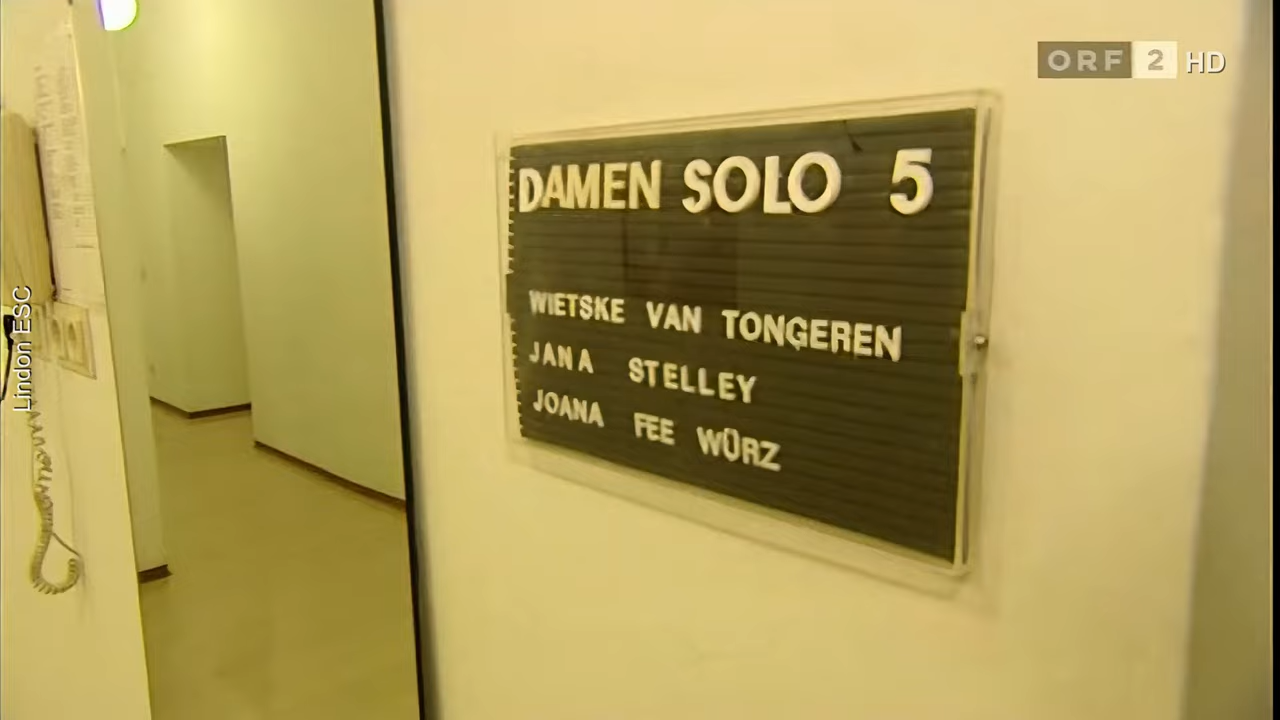 ORF 2 HD
DAMEN SOLO 5
WIETSKE VAN TONGEREN
JANA STELLEY
JOANA FEE WÜRZ
Lindon ESC